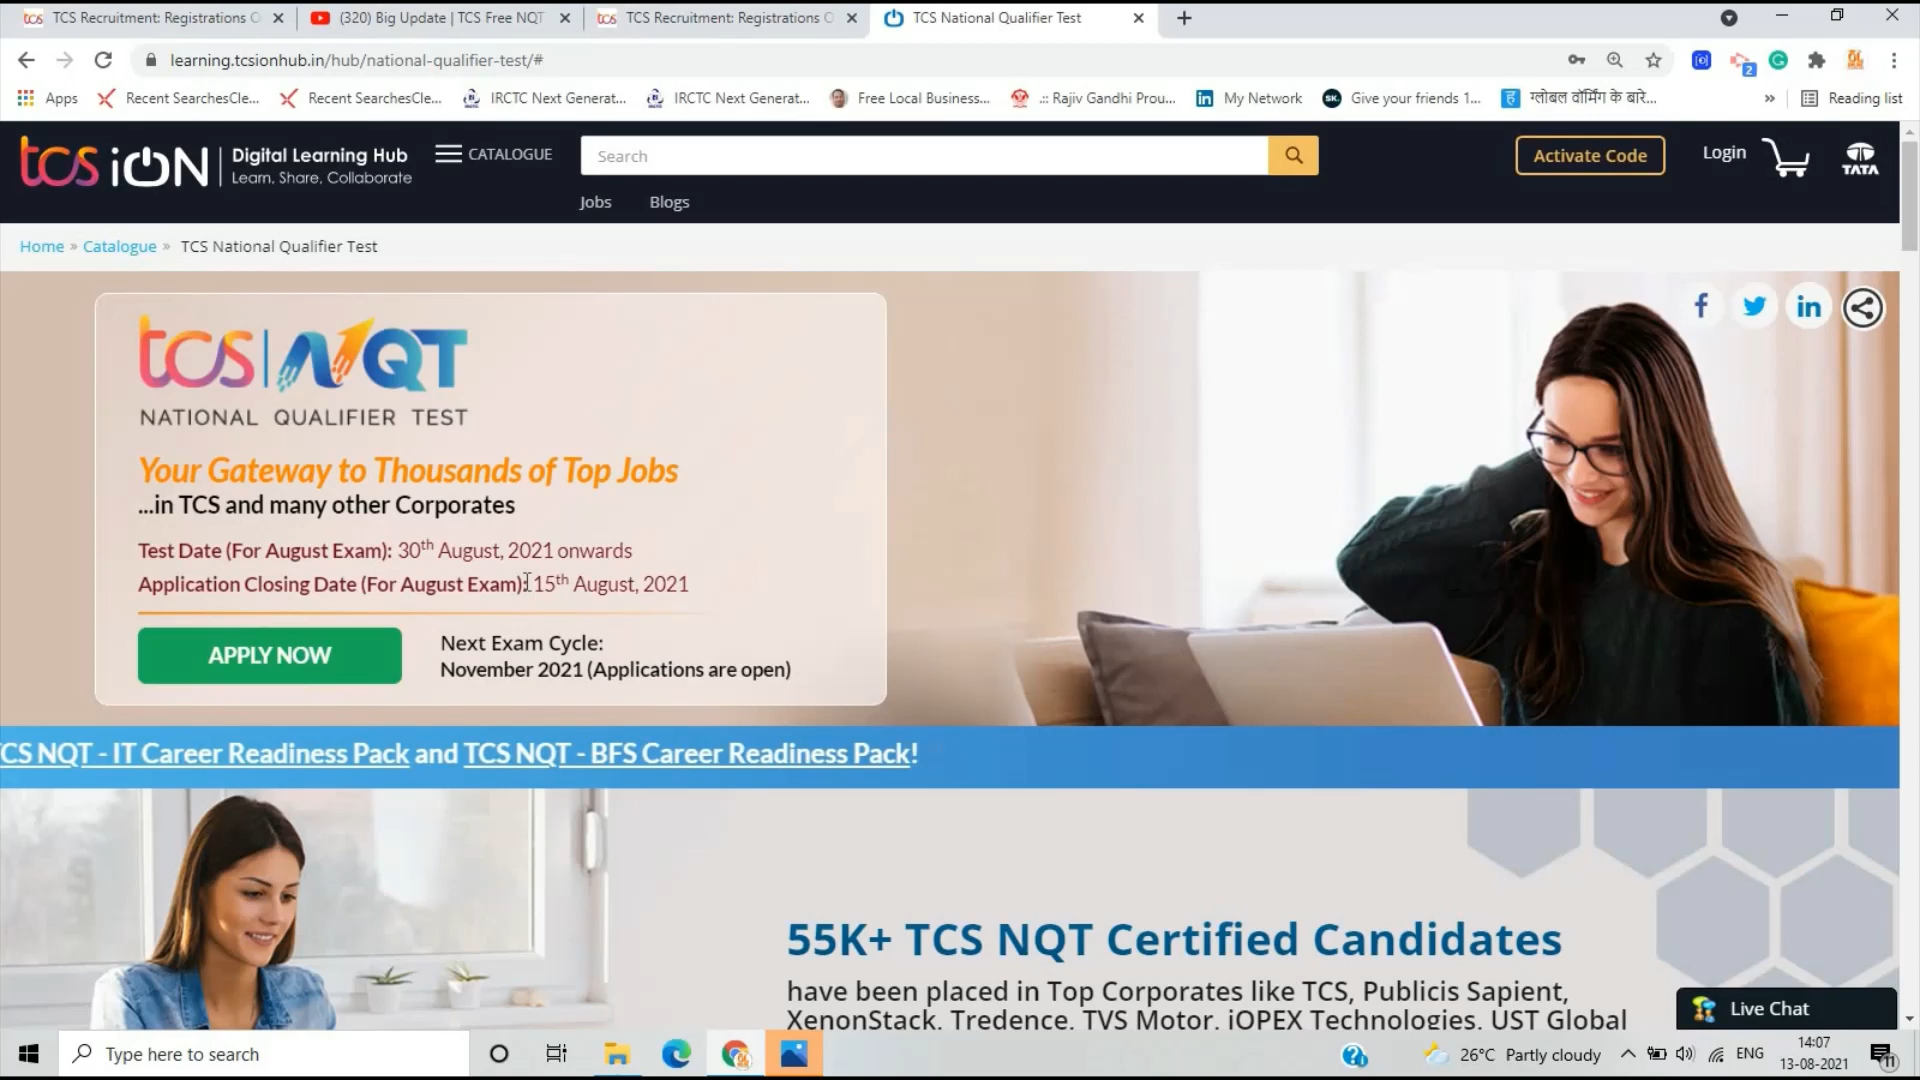 TCS Recruitment: Registrations O
(320) Big Update | TCS Free NQT
TCS Recruitment: Registrations O
TCS National Qualifier Test
learning.tcsionhub.in/hub/national-qualifier-test/#
2
Apps
Recent SearchesCle...
Recent SearchesCle...
IRCTC Next Generat...
IRCTC Next Generat...
Free Local Business...
.:: Rajiv Gandhi Prou...
My Network
Give your friends 1...
ग्लोबल वॉर्मिंग के बारे...
» Reading list
tcs iON
Digital Learning Hub
Learn, Share, Collaborate
CATALOGUE
Search
Activate Code
Login
TATA
Jobs
Blogs
Home » Catalogue » TCS National Qualifier Test
tcs | NQT
NATIONAL QUALIFIER TEST
Your Gateway to Thousands of Top Jobs
...in TCS and many other Corporates
Test Date (For August Exam): 30th August, 2021 onwards
Application Closing Date (For August Exam): 15th August, 2021
APPLY NOW
Next Exam Cycle:
November 2021 (Applications are open)
CS NQT - IT Career Readiness Pack and TCS NQT - BFS Career Readiness Pack!
55K+ TCS NQT Certified Candidates
have been placed in Top Corporates like TCS, Publicis Sapient,
XenonStack, Tredence, TVS Motor, iOPEX Technologies, UST Global
Live Chat
Type here to search
26°C Partly cloudy
ENG
14:07
13-08-2021
11